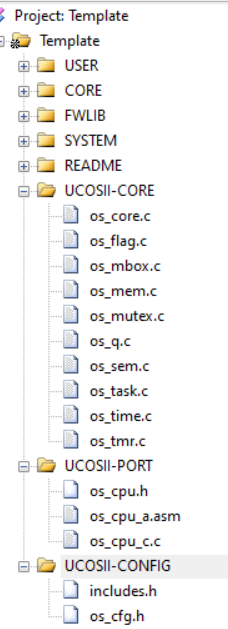 Project: Template
Template
USER
CORE
FWLIB
SYSTEM
README
UCOSII-CORE
os_core.c
os_flag.c
os_mbox.c
os_mem.c
os_mutex.c
os_q.c
os_sem.c
os_task.c
os_time.c
os_tmr.c
UCOSII-PORT
os_cpu.h
os_cpu_a.asm
os_cpu_c.c
UCOSII-CONFIG
includes.h
os_cfg.h